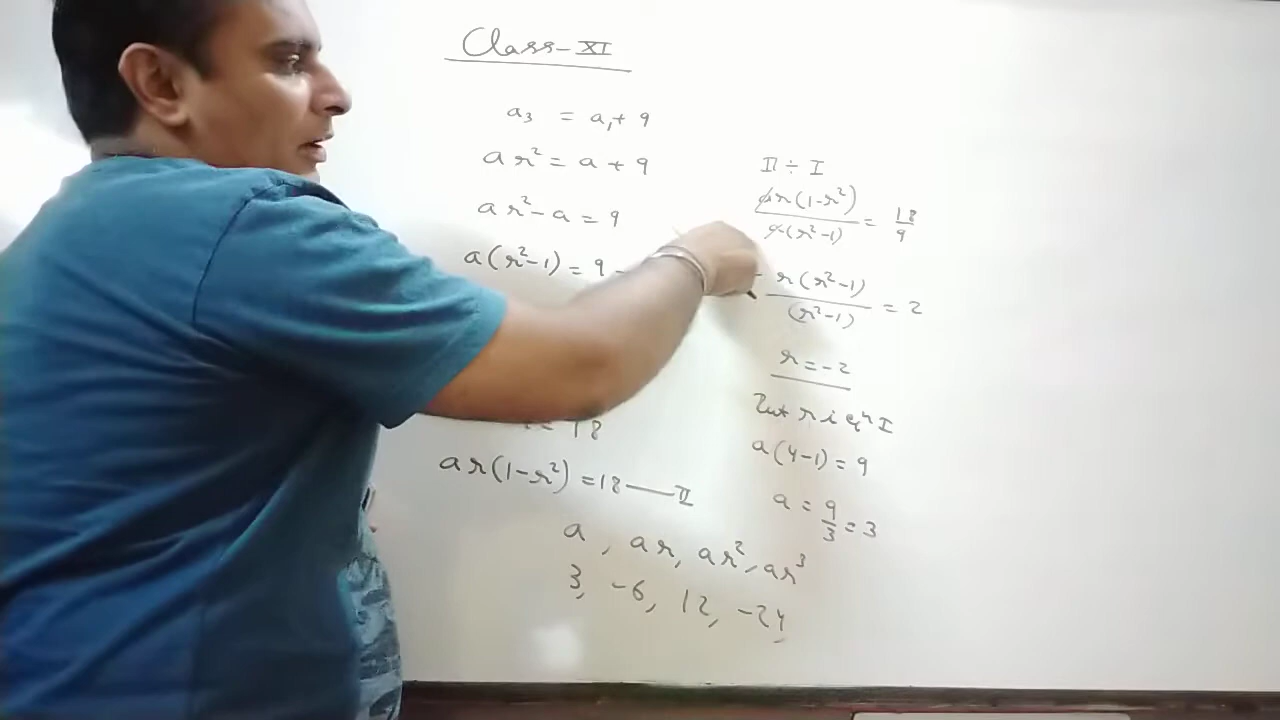 Class-XI
a₃ = a₁ + 9
ar² = a + 9
ar² - a = 9
a(r²-1) = 9 -
= 18
ar(1-r²) = 18 — II
a, ar, ar², ar³
3, -6, 12, -24,
II ÷ I
ar(1-r²) / a(r²-1) = 18/9
- r(r²-1) / (r²-1) = 2
r = -2
Put r i eqⁿ I
a(4-1) = 9
a = 9/3 = 3